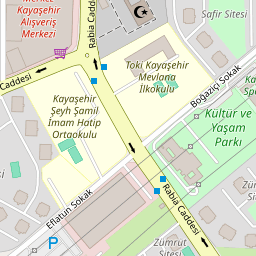 Merkez
Kayaşehir
Alışveriş
Merkezi
Rabia Caddesi
Safir Sitesi
Caddesi
Toki Kayaşehir
Mevlana
İlkokulu
Boğaziçi Sokak
Kayaşehir
Şeyh Şamil
İmam Hatip
Ortaokulu
Kültür ve
Yaşam
Parkı
Eflatun Sokak
Rabia Caddesi
P
Zümrüt
Zümrüt
Sitesi